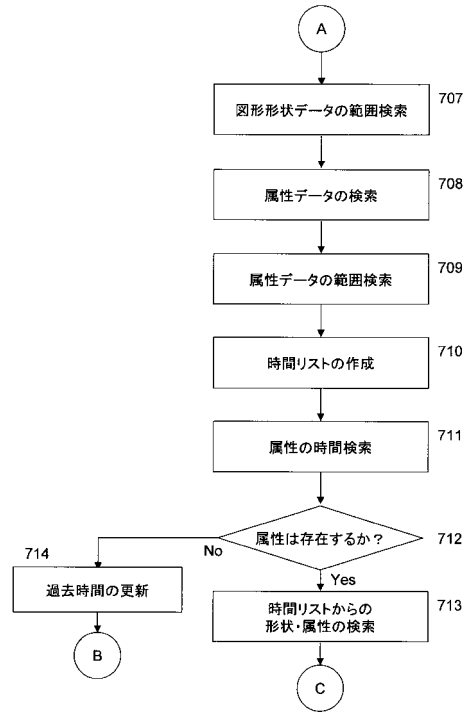 A
707
図形形状データの範囲検索
708
属性データの検索
709
属性データの範囲検索
710
時間リストの作成
711
属性の時間検索
712
属性は存在するか？
No
Yes
714
過去時間の更新
713
時間リストからの
形状・属性の検索
B
C